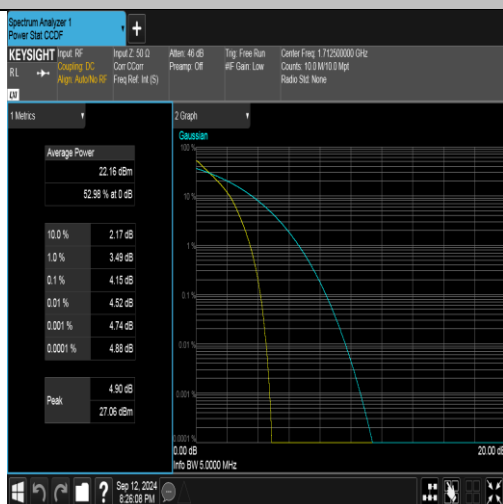 Spectrum Analyzer 1
Power Stat CCDF
+
KEYSIGHT
RL
Input: RF
Coupling: DC
Align: Auto/No RF
Input Z: 50 Ω
Corr CCorr
Freq Ref: Int (S)
Atten: 46 dB
Preamp: Off
Trig: Free Run
#IF Gain: Low
Center Freq: 1.712500000 GHz
Counts: 10.0 M/10.0 Mpt
Radio Std: None
1 Metrics
Average Power
22.16 dBm
52.98 % at 0 dB
10.0 % 2.17 dB
1.0 % 3.49 dB
0.1 % 4.15 dB
0.01 % 4.52 dB
0.001 % 4.74 dB
0.0001 % 4.88 dB
Peak
4.90 dB
27.06 dBm
2 Graph
Gaussian
100 %
10 %
1 %
0.1 %
0.01 %
0.001 %
0.0001 %
0.00 dB
20.00 dB
Info BW 5.0000 MHz
?
Sep 12, 2024
8:26:08 PM